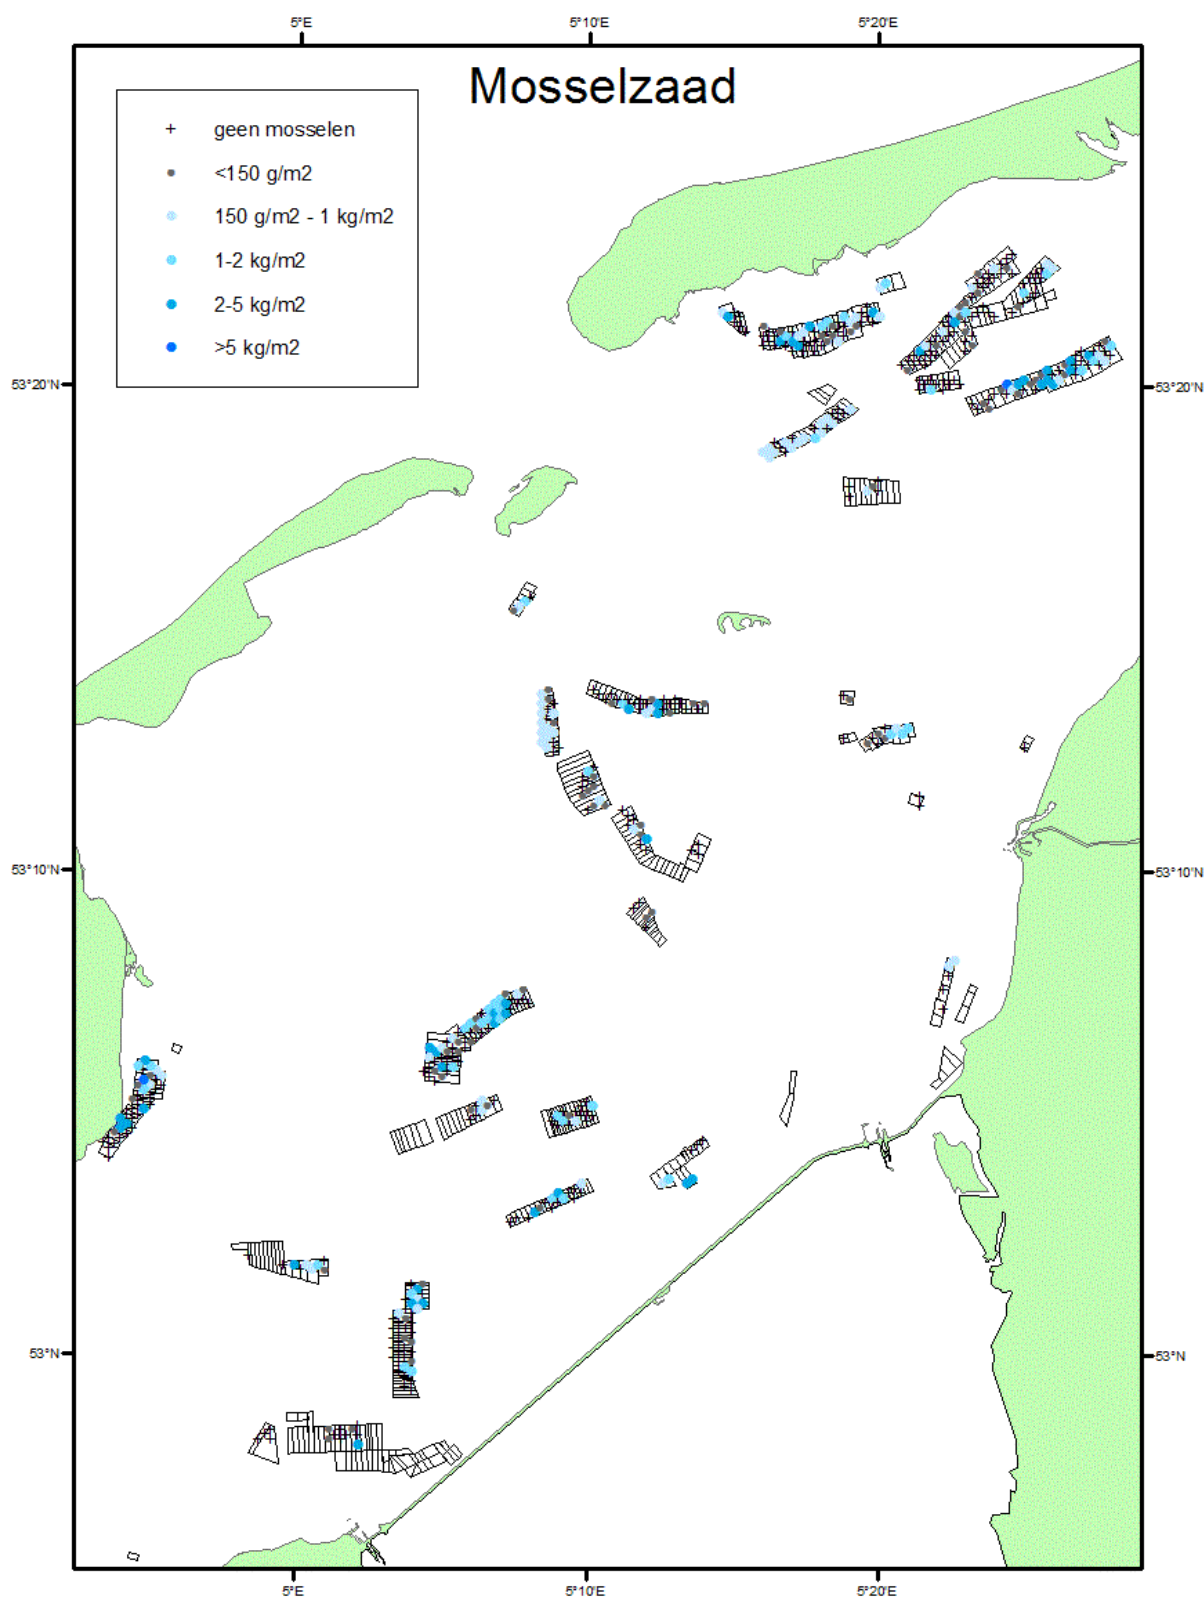 5°E 5°10'E 5°20'E
Mosselzaad
geen mosselen
<150 g/m2
150 g/m2 - 1 kg/m2
1-2 kg/m2
2-5 kg/m2
>5 kg/m2
53°20'N 53°20'N
53°10'N 53°10'N
53°N 53°N
5°E 5°10'E 5°20'E